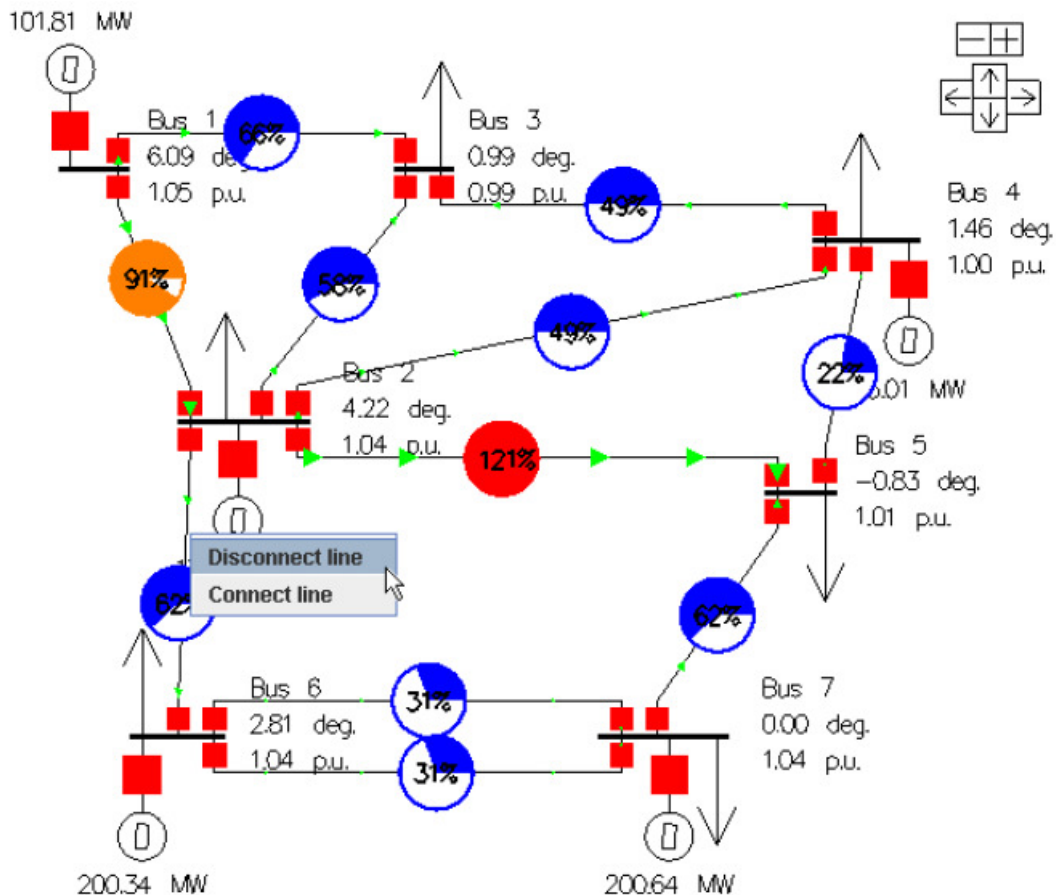 101.81 MW
Bus 1
6.09 deg.
1.05 p.u.
66%
Bus 3
0.99 deg.
0.99 p.u.
49%
Bus 4
1.46 deg.
1.00 p.u.
91%
58%
49%
22%
MW
Bus 2
4.22 deg.
1.04 p.u.
121%
Bus 5
-0.83 deg.
1.01 p.u.
Disconnect line
Connect line
62%
62%
Bus 6
2.81 deg.
1.04 p.u.
31%
31%
Bus 7
0.00 deg.
1.04 p.u.
200.34 MW
200.64 MW